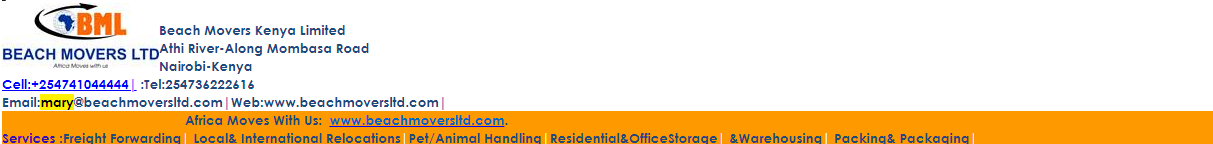 BML
BEACH MOVERS LTD
Africa Moves with us
Beach Movers Kenya Limited
Athi River-Along Mombasa Road
Nairobi-Kenya
Cell:+254741044444| :Tel:254736222616
Email:mary@beachmoversltd.com|Web:www.beachmoversltd.com|
Africa Moves With Us: www.beachmoversltd.com.
Services :Freight Forwarding| Local& International Relocations|Pet/Animal Handling|Residential&OfficeStorage| &Warehousing| Packing& Packaging|